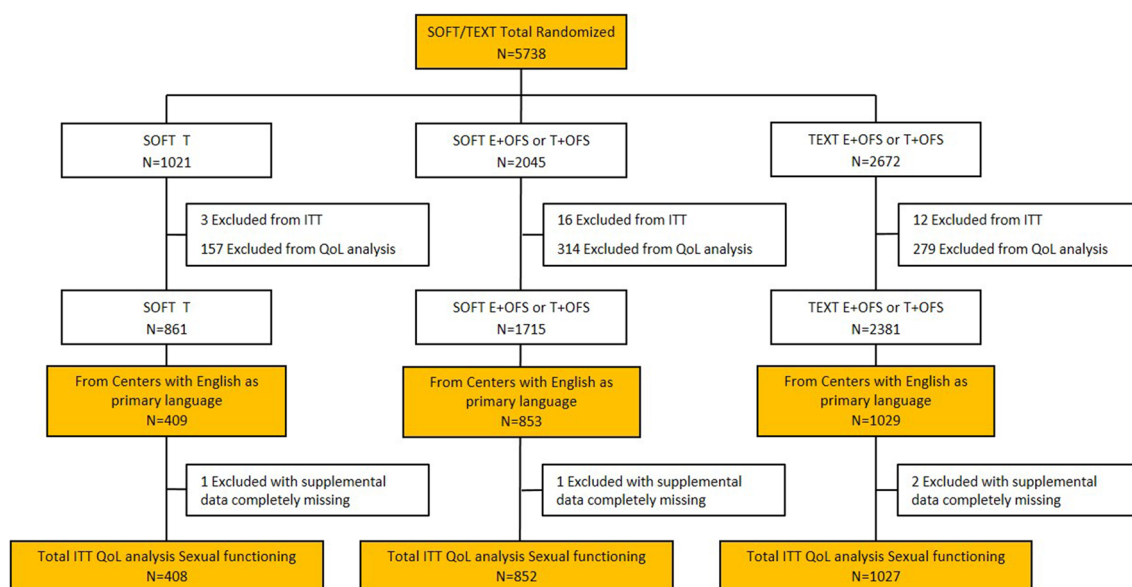 SOFT/TEXT Total Randomized
N=5738
SOFT T
N=1021
SOFT E+OFS or T+OFS
N=2045
TEXT E+OFS or T+OFS
N=2672
3 Excluded from ITT
157 Excluded from QoL analysis
16 Excluded from ITT
314 Excluded from QoL analysis
12 Excluded from ITT
279 Excluded from QoL analysis
SOFT T
N=861
SOFT E+OFS or T+OFS
N=1715
TEXT E+OFS or T+OFS
N=2381
From Centers with English as
primary language
N=409
From Centers with English as
primary language
N=853
From Centers with English as
primary language
N=1029
1 Excluded with supplemental
data completely missing
1 Excluded with supplemental
data completely missing
2 Excluded with supplemental
data completely missing
Total ITT QoL analysis Sexual functioning
N=408
Total ITT QoL analysis Sexual functioning
N=852
Total ITT QoL analysis Sexual functioning
N=1027